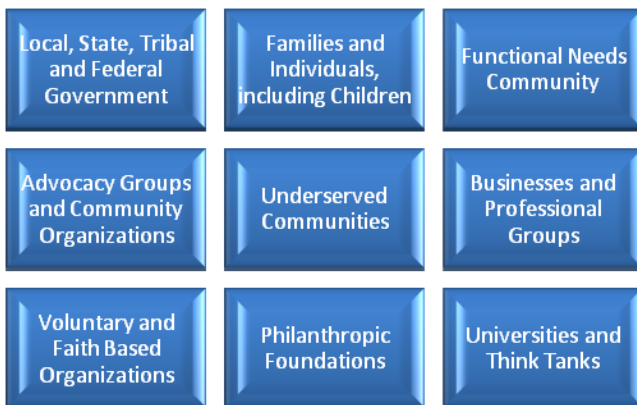 Local, State, Tribal
and Federal
Government
Families and
Individuals,
including Children
Functional Needs
Community
Advocacy Groups
and Community
Organizations
Underserved
Communities
Businesses and
Professional
Groups
Voluntary and
Faith Based
Organizations
Philanthropic
Foundations
Universities and
Think Tanks